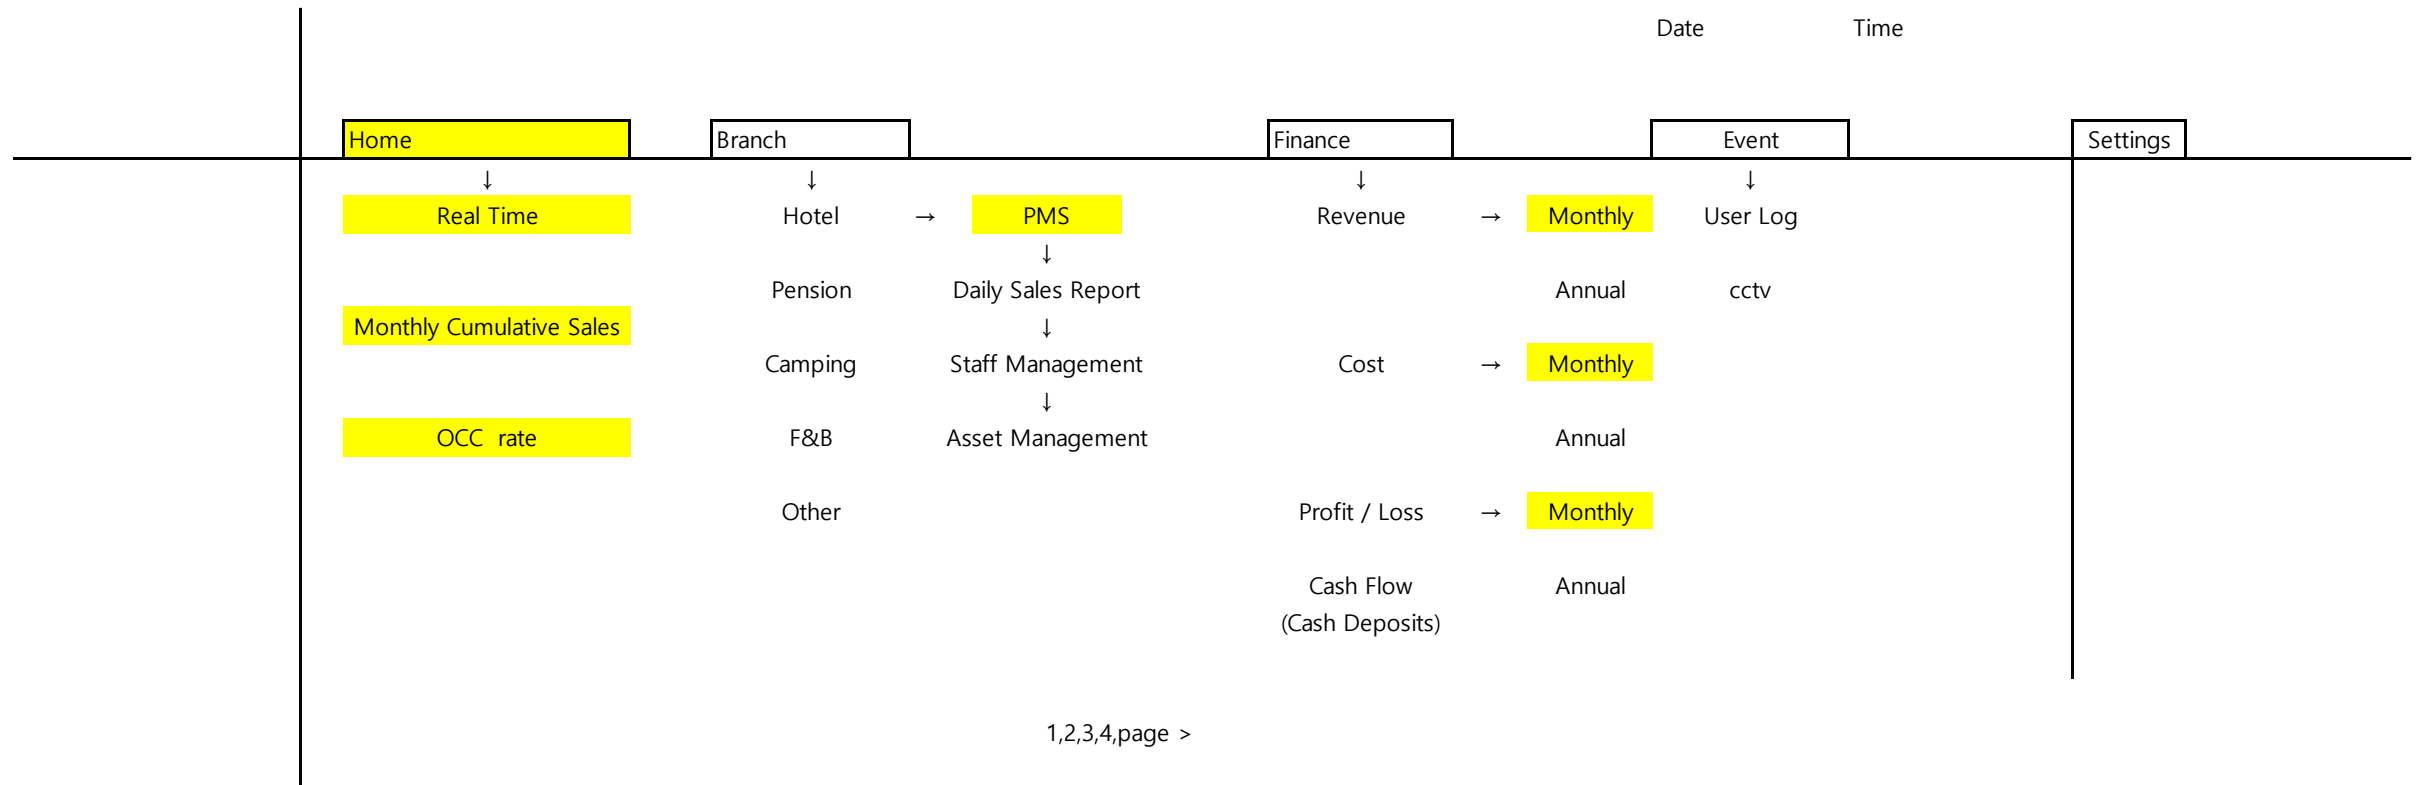 Date Time
Home Branch Finance Event Settings
↓ ↓ ↓ ↓
Real Time Hotel → PMS Revenue → Monthly User Log
↓
Pension Daily Sales Report Annual cctv
Monthly Cumulative Sales ↓
Camping Staff Management Cost → Monthly
↓
OCC rate F&B Asset Management Annual
Other Profit / Loss → Monthly
Cash Flow Annual
(Cash Deposits)
1,2,3,4,page >